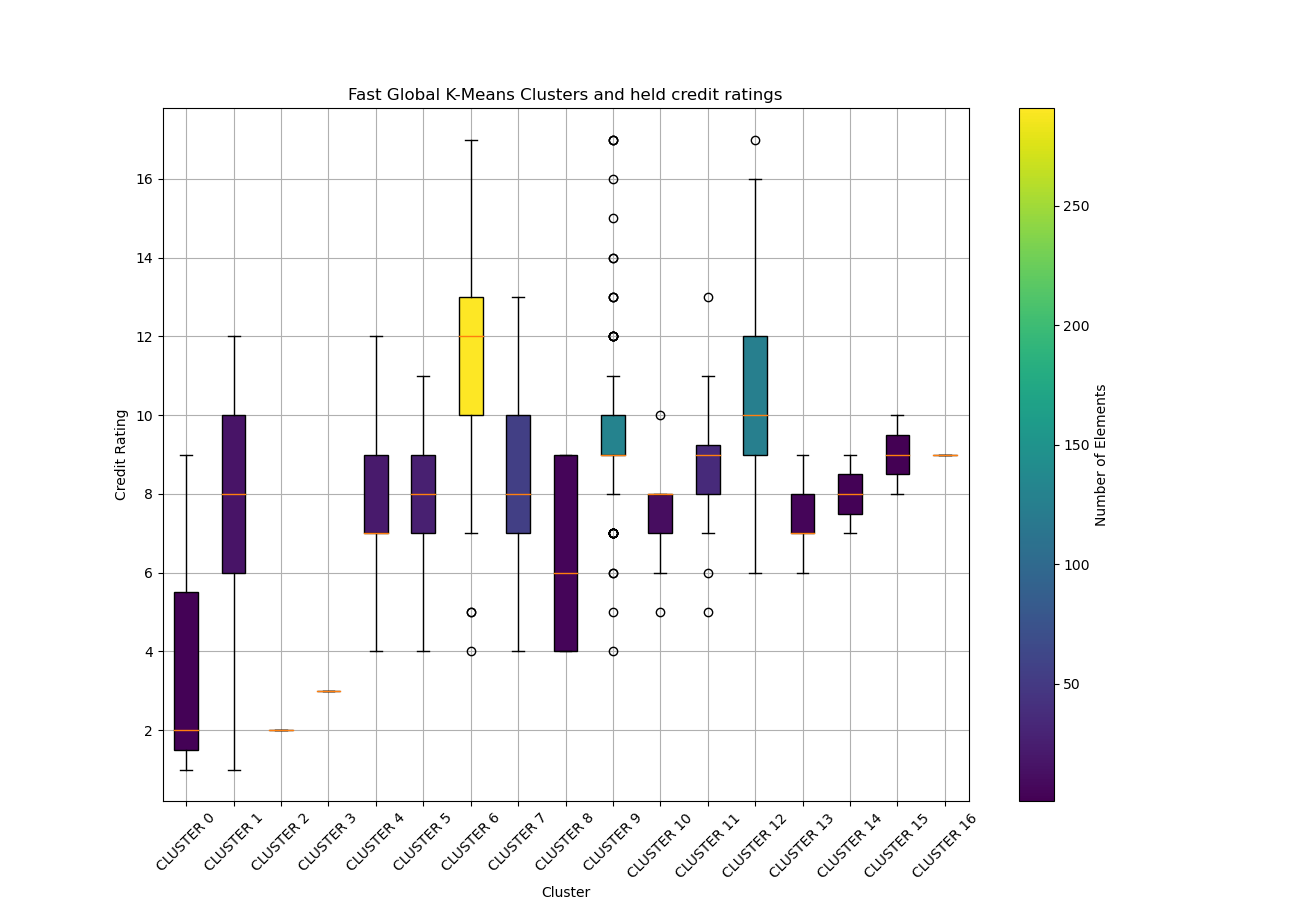 Fast Global K-Means Clusters and held credit ratings
Credit Rating
16
14
12
10
8
6
4
2
CLUSTER 0
CLUSTER 1
CLUSTER 2
CLUSTER 3
CLUSTER 4
CLUSTER 5
CLUSTER 6
CLUSTER 7
CLUSTER 8
CLUSTER 9
CLUSTER 10
CLUSTER 11
CLUSTER 12
CLUSTER 13
CLUSTER 14
CLUSTER 15
CLUSTER 16
Cluster
250
200
150
100
50
Number of Elements